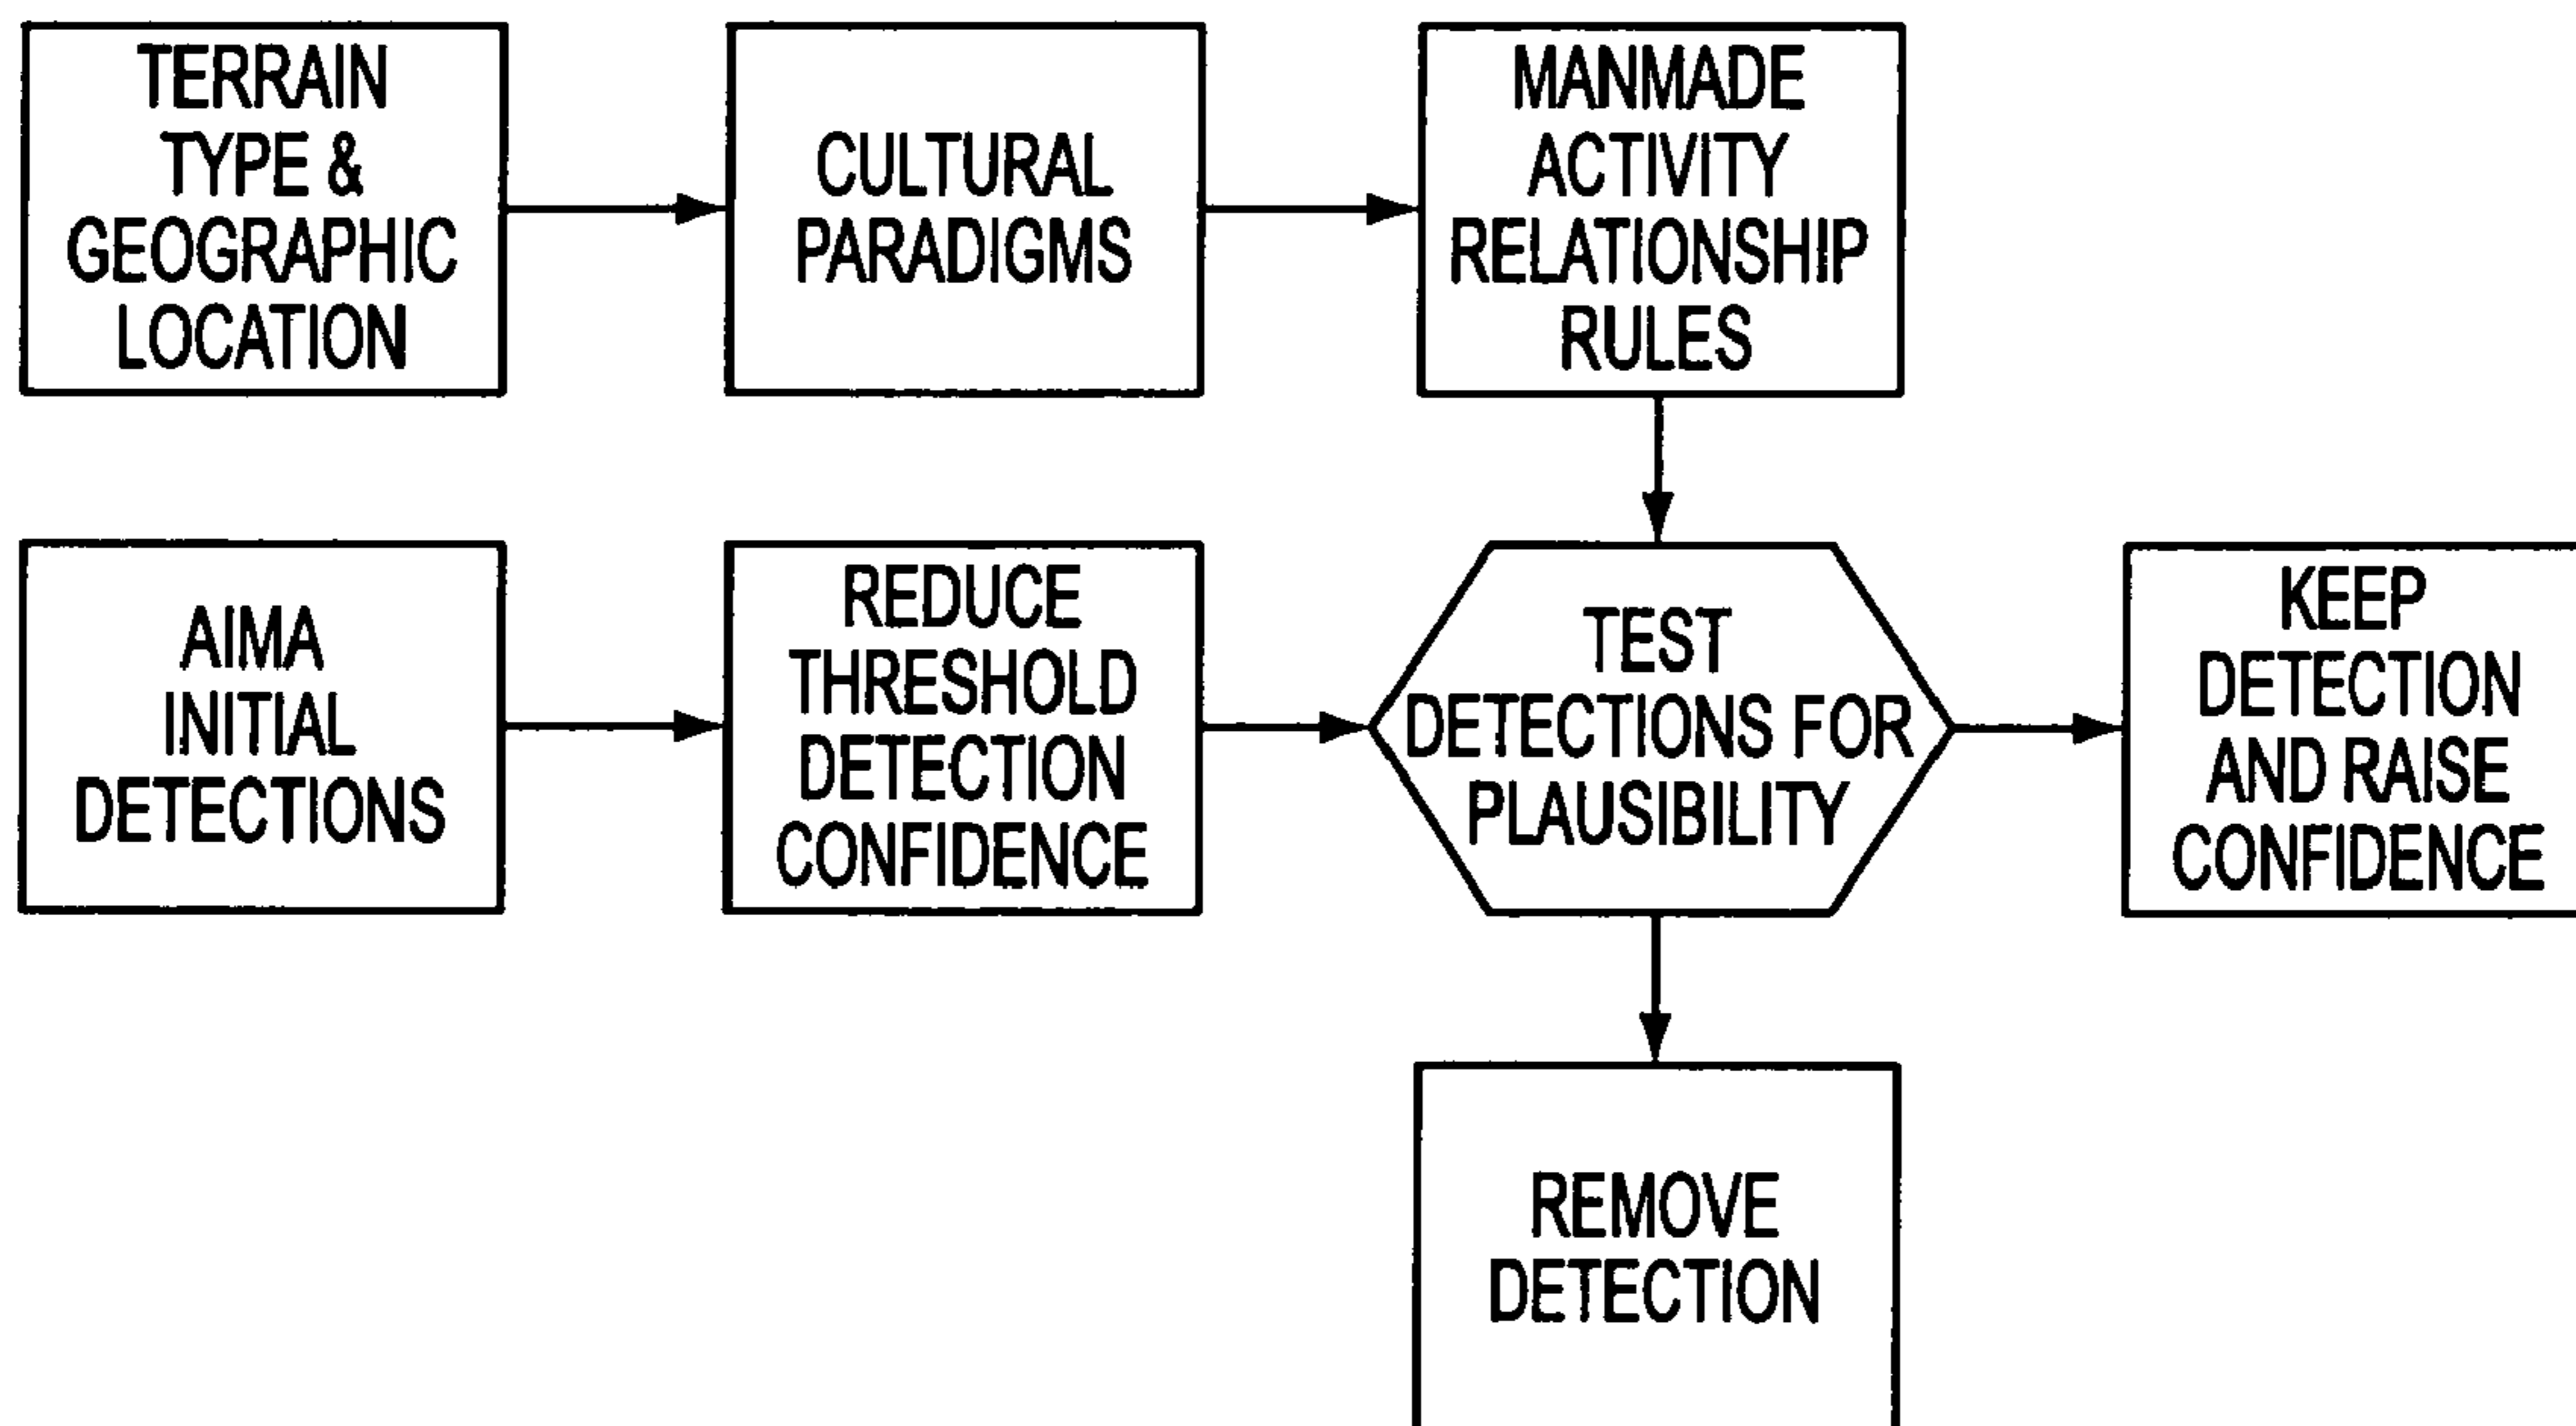 TERRAIN
TYPE &
GEOGRAPHIC
LOCATION
CULTURAL
PARADIGMS
MANMADE
ACTIVITY
RELATIONSHIP
RULES
AIMA
INITIAL
DETECTIONS
REDUCE
THRESHOLD
DETECTION
CONFIDENCE
TEST
DETECTIONS FOR
PLAUSIBILITY
KEEP
DETECTION
AND RAISE
CONFIDENCE
REMOVE
DETECTION